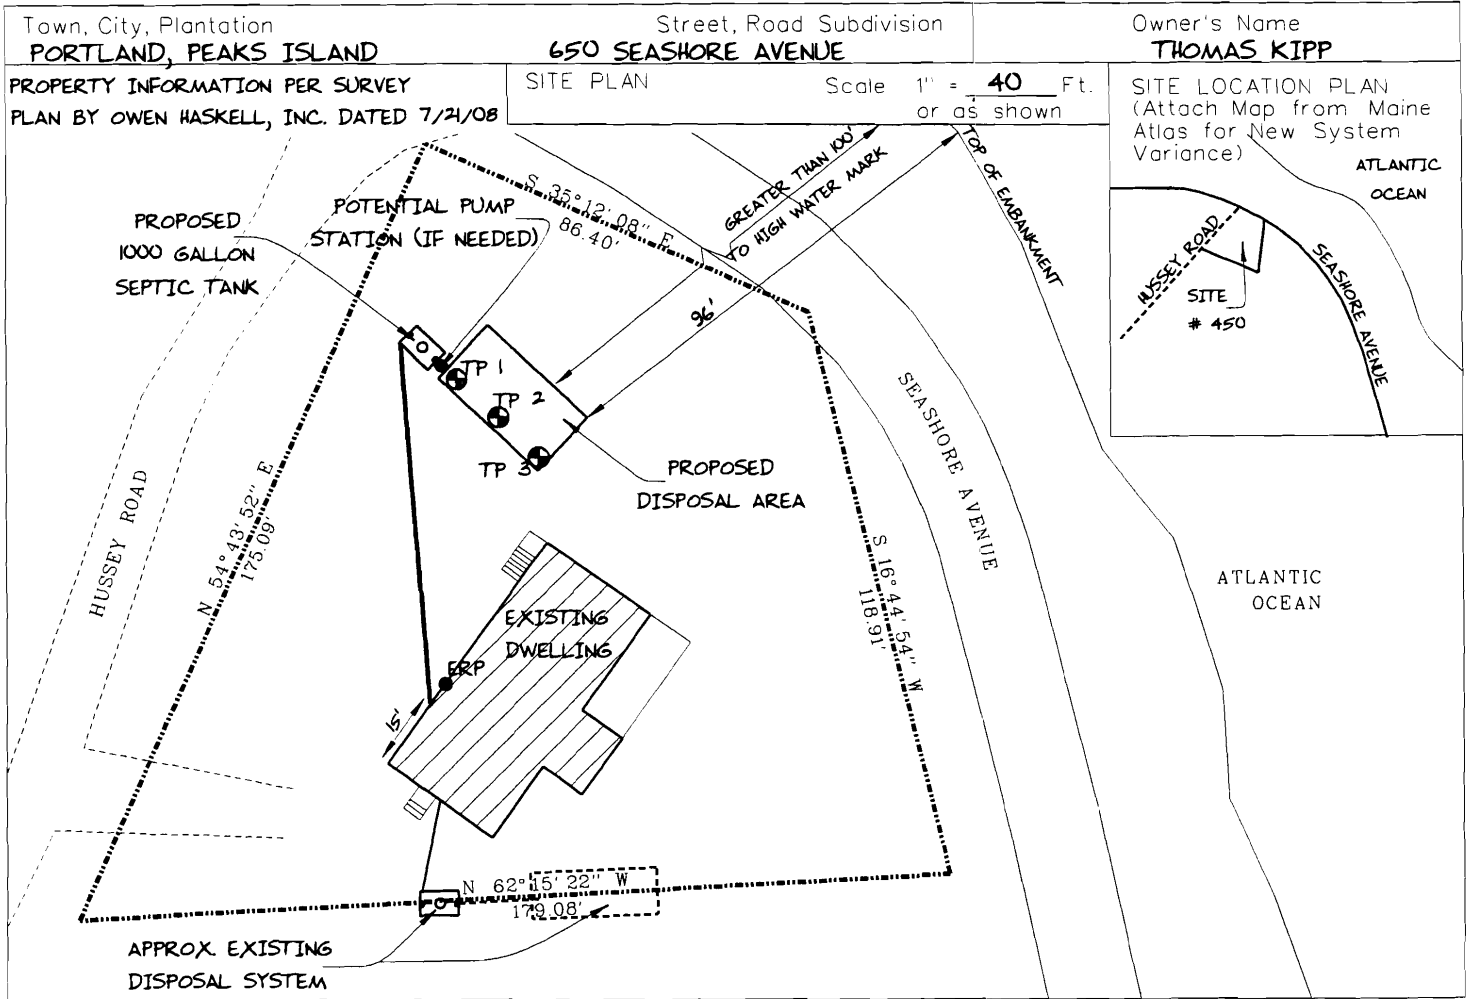 Town, City, Plantation
PORTLAND, PEAKS ISLAND
Street, Road Subdivision
650 SEASHORE AVENUE
Owner's Name
THOMAS KIPP
PROPERTY INFORMATION PER SURVEY
PLAN BY OWEN HASKELL, INC. DATED 7/21/08
SITE PLAN
Scale 1" = 40 Ft.
or as shown
SITE LOCATION PLAN
(Attach Map from Maine
Atlas for New System
Variance)
ATLANTIC
OCEAN
HUSSEY ROAD
SITE
# 450
SEASHORE AVENUE
PROPOSED
1000 GALLON
SEPTIC TANK
POTENTIAL PUMP
STATION (IF NEEDED)
S 35° 12' 08" E
86.40'
GREATER THAN 100'
TO HIGH WATER MARK
TOP OF EMBANKMENT
96'
TP 1
TP 2
TP 3
PROPOSED
DISPOSAL AREA
SEASHORE AVENUE
HUSSEY ROAD
N 54° 43' 52" E
175.09'
S 16° 44' 54" W
118.91'
ATLANTIC
OCEAN
EXISTING
DWELLING
ERP
15'
N 62° 15' 22" W
179.08'
APPROX. EXISTING
DISPOSAL SYSTEM